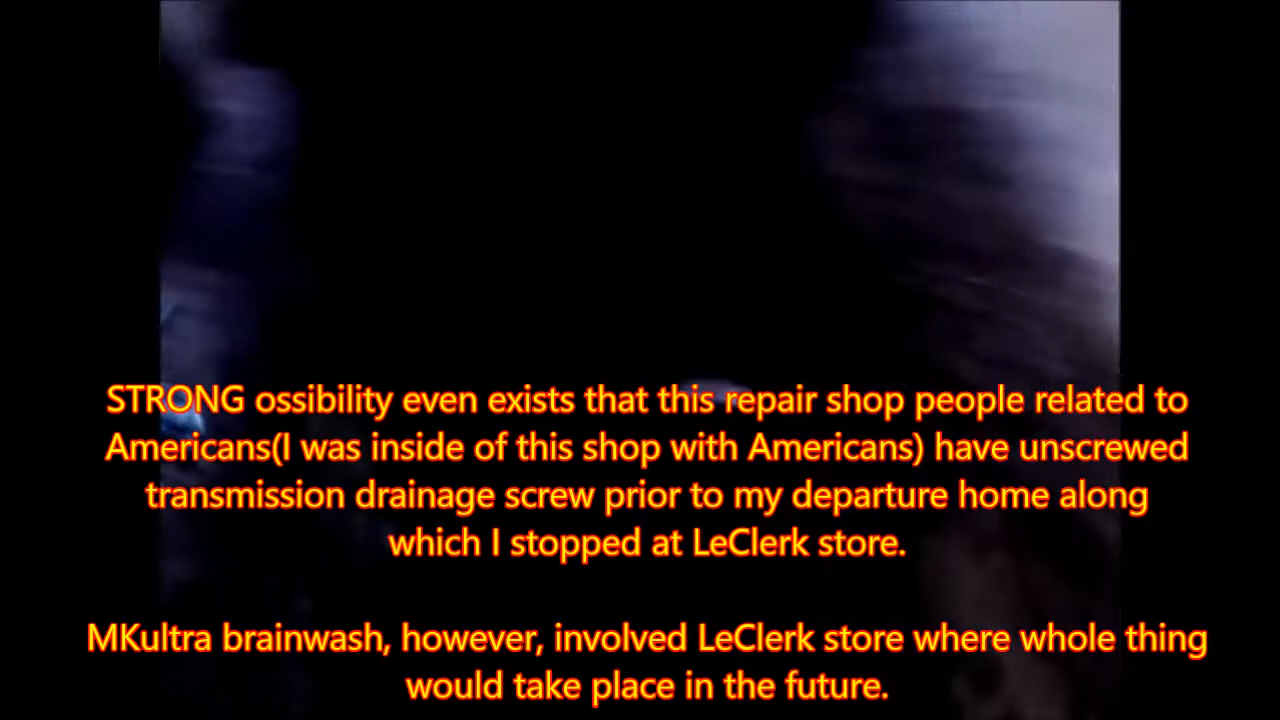 STRONG ossibility even exists that this repair shop people related to
Americans(I was inside of this shop with Americans) have unscrewed
transmission drainage screw prior to my departure home along
which I stopped at LeClerk store.
MKultra brainwash, however, involved LeClerk store where whole thing
would take place in the future.